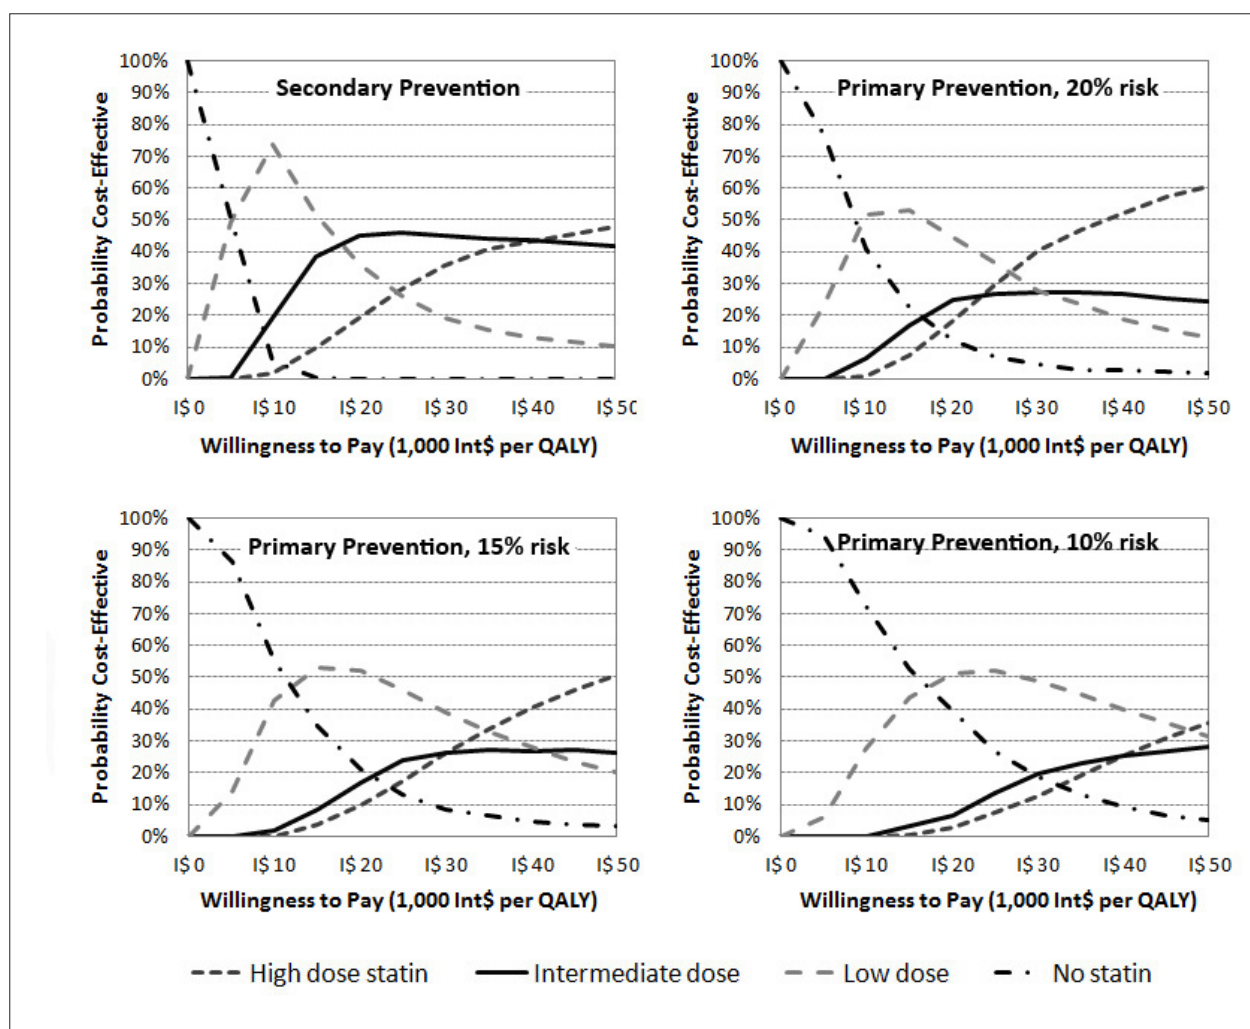 Secondary Prevention
Probability Cost-Effective
100%
90%
80%
70%
60%
50%
40%
30%
20%
10%
0%
I$ 0 I$ 10 I$ 20 I$ 30 I$ 40 I$ 50
Willingness to Pay (1,000 Int$ per QALY)
Primary Prevention, 20% risk
Probability Cost-Effective
100%
90%
80%
70%
60%
50%
40%
30%
20%
10%
0%
I$ 0 I$ 10 I$ 20 I$ 30 I$ 40 I$ 50
Willingness to Pay (1,000 Int$ per QALY)
Primary Prevention, 15% risk
Probability Cost-Effective
100%
90%
80%
70%
60%
50%
40%
30%
20%
10%
0%
I$ 0 I$ 10 I$ 20 I$ 30 I$ 40 I$ 50
Willingness to Pay (1,000 Int$ per QALY)
Primary Prevention, 10% risk
Probability Cost-Effective
100%
90%
80%
70%
60%
50%
40%
30%
20%
10%
0%
I$ 0 I$ 10 I$ 20 I$ 30 I$ 40 I$ 50
Willingness to Pay (1,000 Int$ per QALY)
High dose statin Intermediate dose Low dose No statin